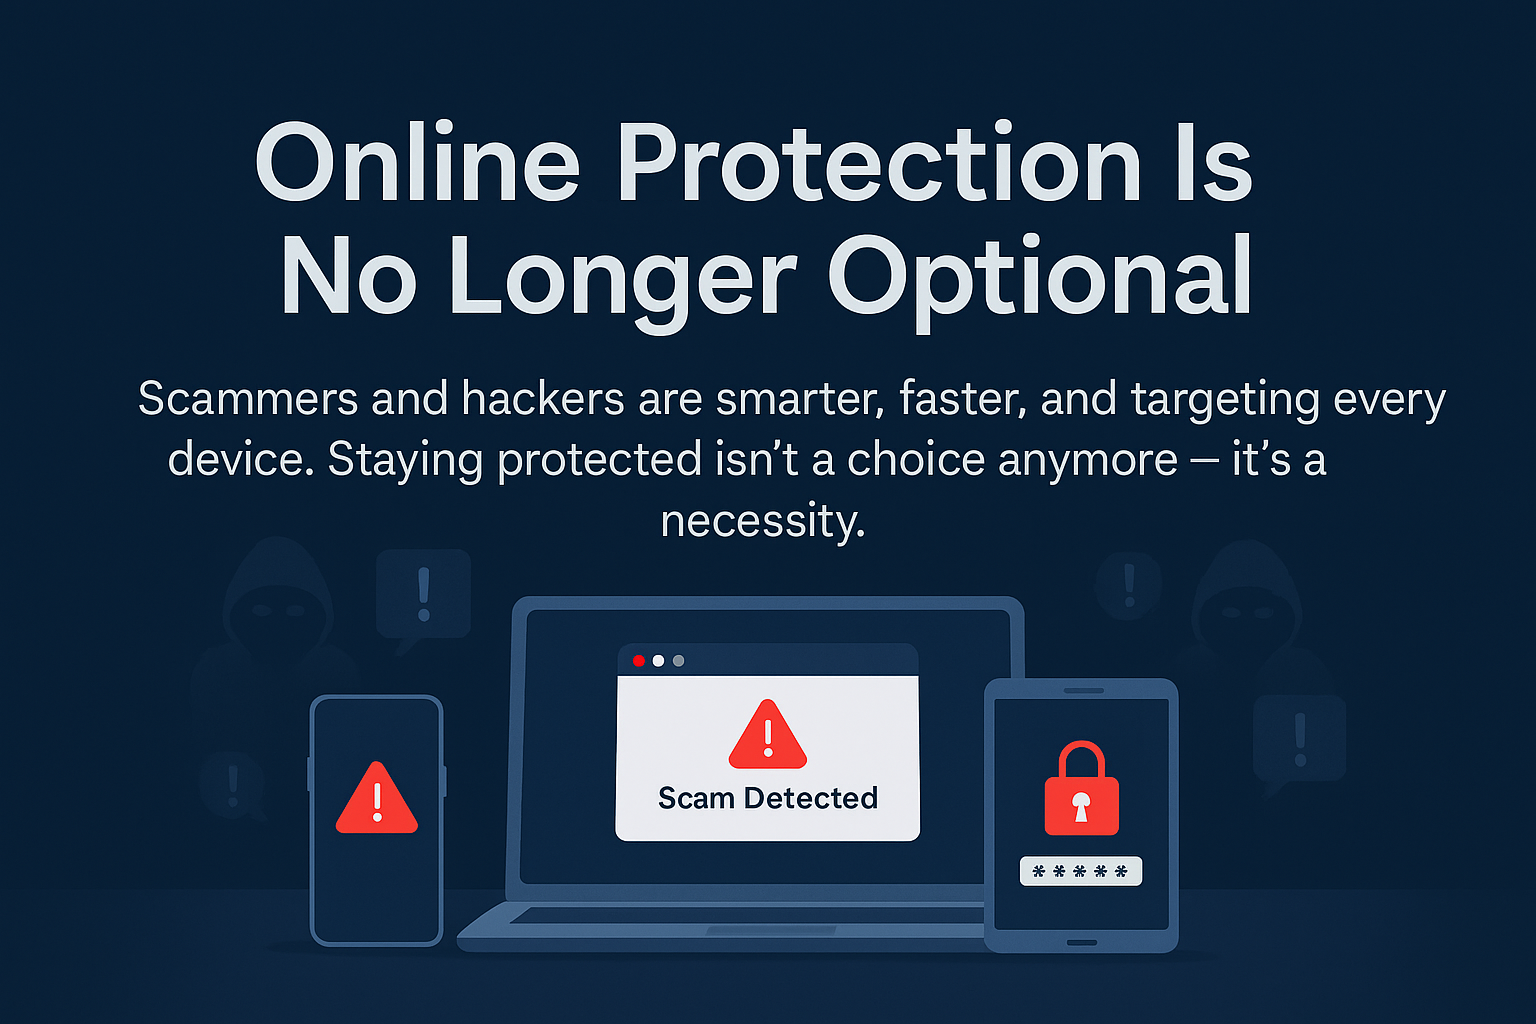 Online Protection Is
No Longer Optional
Scammers and hackers are smarter, faster, and targeting every
device. Staying protected isn’t a choice anymore – it’s a
necessity.
!
!
!
!
Scam Detected
!
!
!
*****